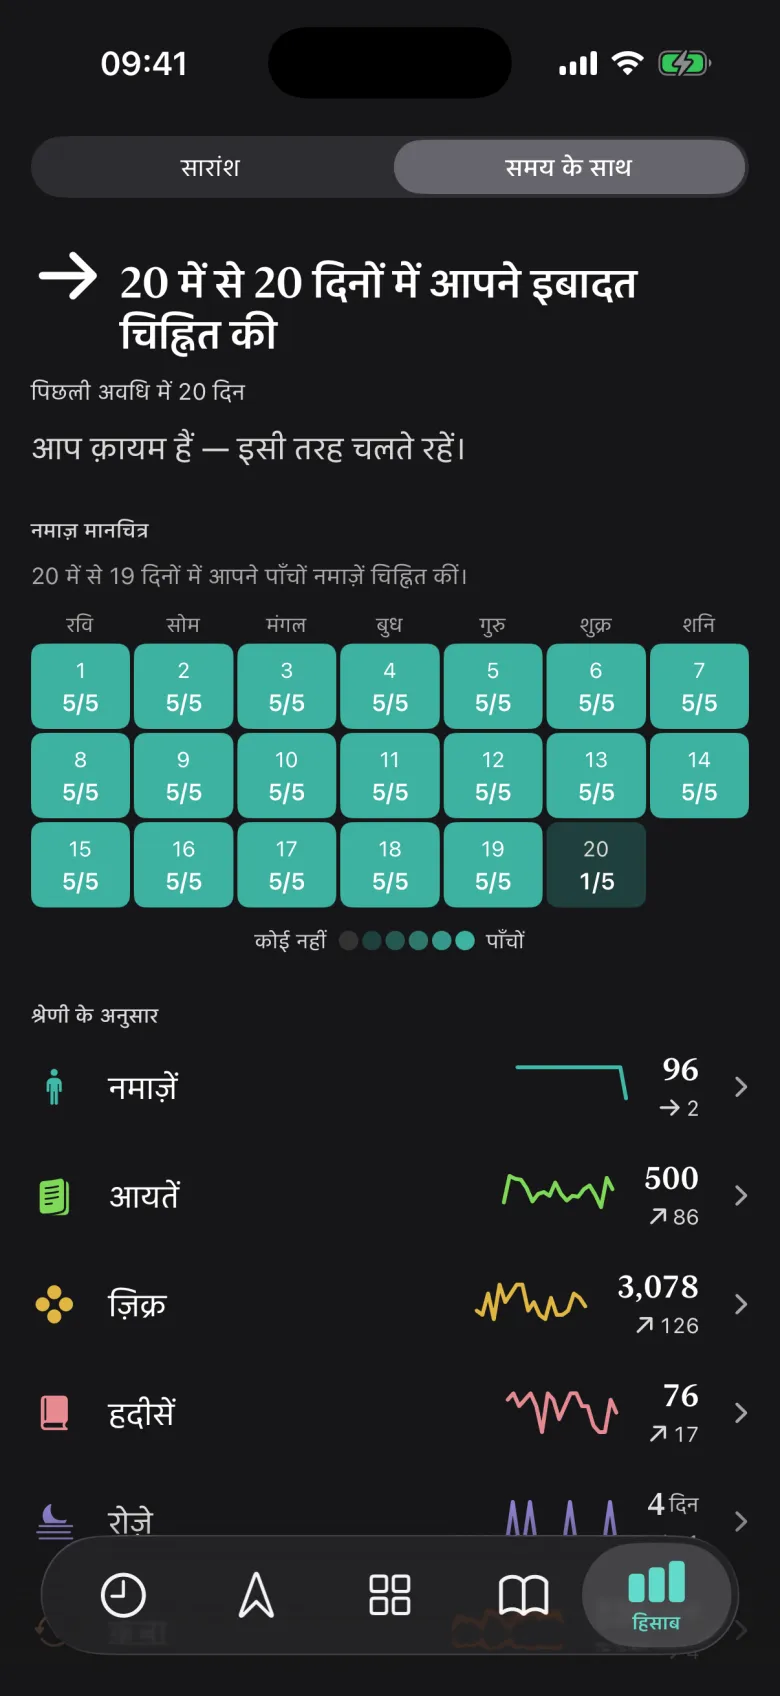 09:41
सारांश
समय के साथ
20 में से 20 दिनों में आपने इबादत
चिह्नित की
पिछली अवधि में 20 दिन
आप क़ायम हैं — इसी तरह चलते रहें।
नमाज़ मानचित्र
20 में से 19 दिनों में आपने पाँचों नमाज़ें चिह्नित कीं।
रवि सोम मंगल बुध गुरु शुक्र शनि
1 2 3 4 5 6 7
5/5 5/5 5/5 5/5 5/5 5/5 5/5
8 9 10 11 12 13 14
5/5 5/5 5/5 5/5 5/5 5/5 5/5
15 16 17 18 19 20
5/5 5/5 5/5 5/5 5/5 1/5
कोई नहीं पाँचों
श्रेणी के अनुसार
नमाज़ें 96
→ 2
आयतें 500
↗ 86
ज़िक्र 3,078
↗ 126
हदीसें 76
↗ 17
रोज़े 4 दिन
हिसाब